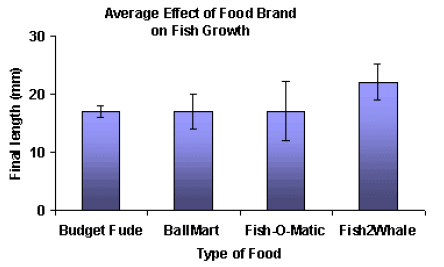 Average Effect of Food Brand
on Fish Growth
Final length (mm)
30
20
10
0
Budget Fude BallMart Fish-O-Matic Fish2Whale
Type of Food